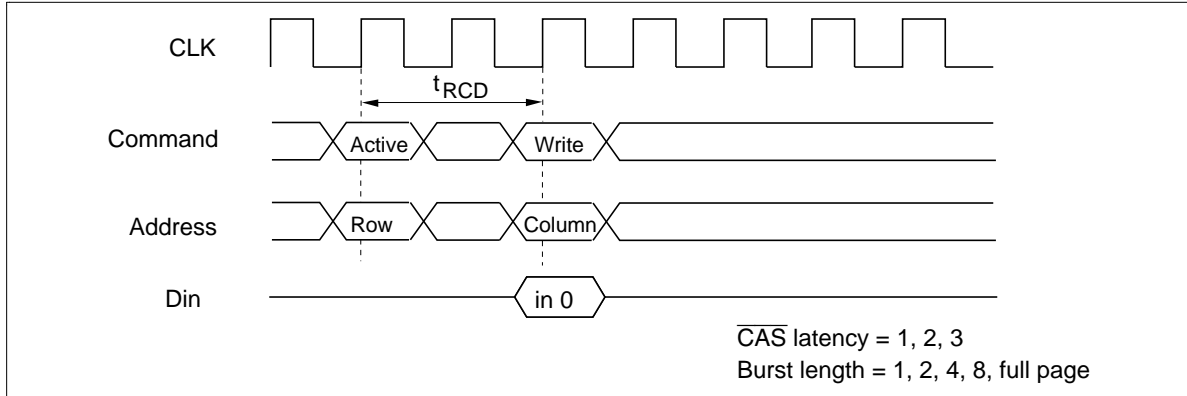 CLK
tRCD
Command
Active
Write
Address
Row
Column
Din
in 0
CAS latency = 1, 2, 3
Burst length = 1, 2, 4, 8, full page